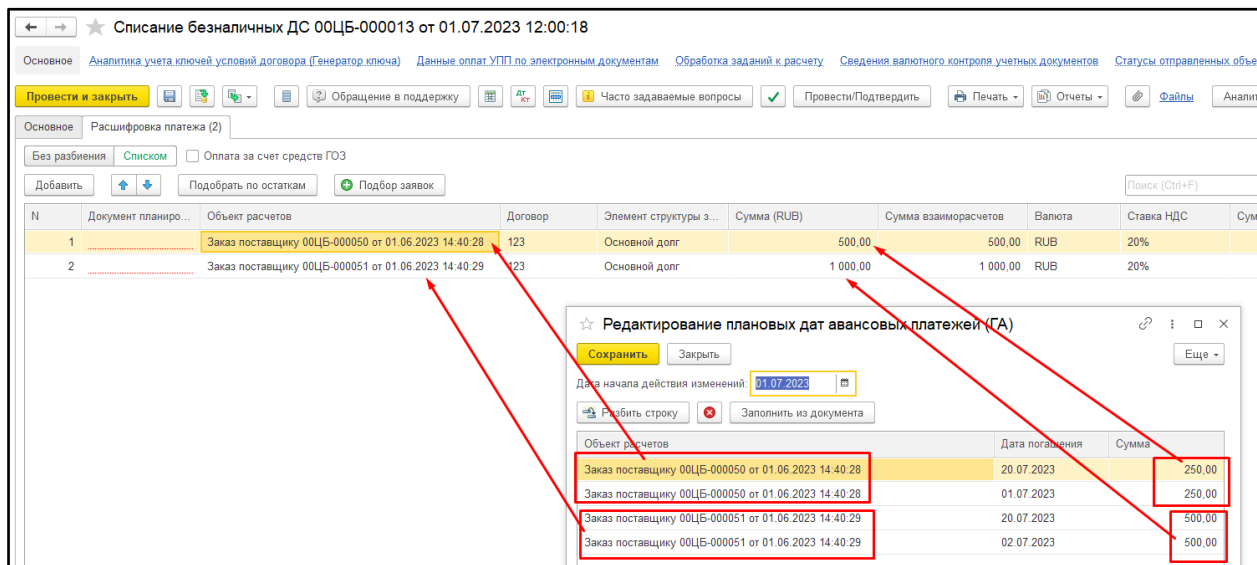 Списание безналичных ДС 00ЦБ-000013 от 01.07.2023 12:00:18
Основное Аналитика учета ключей условий договора (Генератор ключа) Данные оплат УПП по электронным документам Обработка заданий к расчету Сведения валютного контроля учетных документов Статусы отправленных объе
Провести и закрыть Обращение в поддержку Дт Кт Часто задаваемые вопросы Провести/Подтвердить Печать Отчеты Файлы Аналит
Основное Расшифровка платежа (2)
Без разбиения Списком Оплата за счет средств ГОЗ
Добавить Подобрать по остаткам Подбор заявок Поиск (Ctrl+F)
N Документ планиро... Объект расчетов Договор Элемент структуры з... Сумма (RUB) Сумма взаиморасчетов Валюта Ставка НДС Сум
1 Заказ поставщику 00ЦБ-000050 от 01.06.2023 14:40:28 123 Основной долг 500,00 500,00 RUB 20%
2 Заказ поставщику 00ЦБ-000051 от 01.06.2023 14:40:29 123 Основной долг 1 000,00 1 000,00 RUB 20%
Редактирование плановых дат авансовых платежей (ГА)
Сохранить Закрыть Еще
Дата начала действия изменений: 01.07.2023
Разбить строку Заполнить из документа
Объект расчетов Дата погашения Сумма
Заказ поставщику 00ЦБ-000050 от 01.06.2023 14:40:28 20.07.2023 250,00
Заказ поставщику 00ЦБ-000050 от 01.06.2023 14:40:28 01.07.2023 250,00
Заказ поставщику 00ЦБ-000051 от 01.06.2023 14:40:29 20.07.2023 500,00
Заказ поставщику 00ЦБ-000051 от 01.06.2023 14:40:29 02.07.2023 500,00